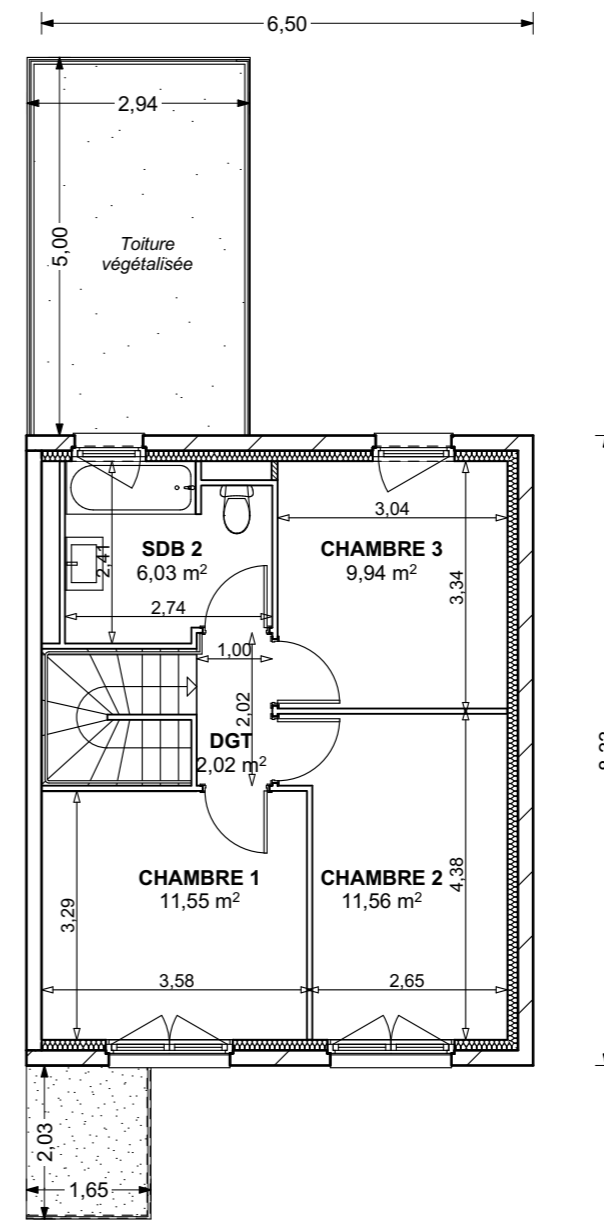 6,50
2,94
5,00
Toiture
végétalisée
3,04
SDB 2
6,03 m²
CHAMBRE 3
9,94 m²
2,41
3,34
2,74
1,00
2,02
DGT
2,02 m²
CHAMBRE 1
11,55 m²
CHAMBRE 2
11,56 m²
4,38
3,29
3,58
2,65
2,03
1,65